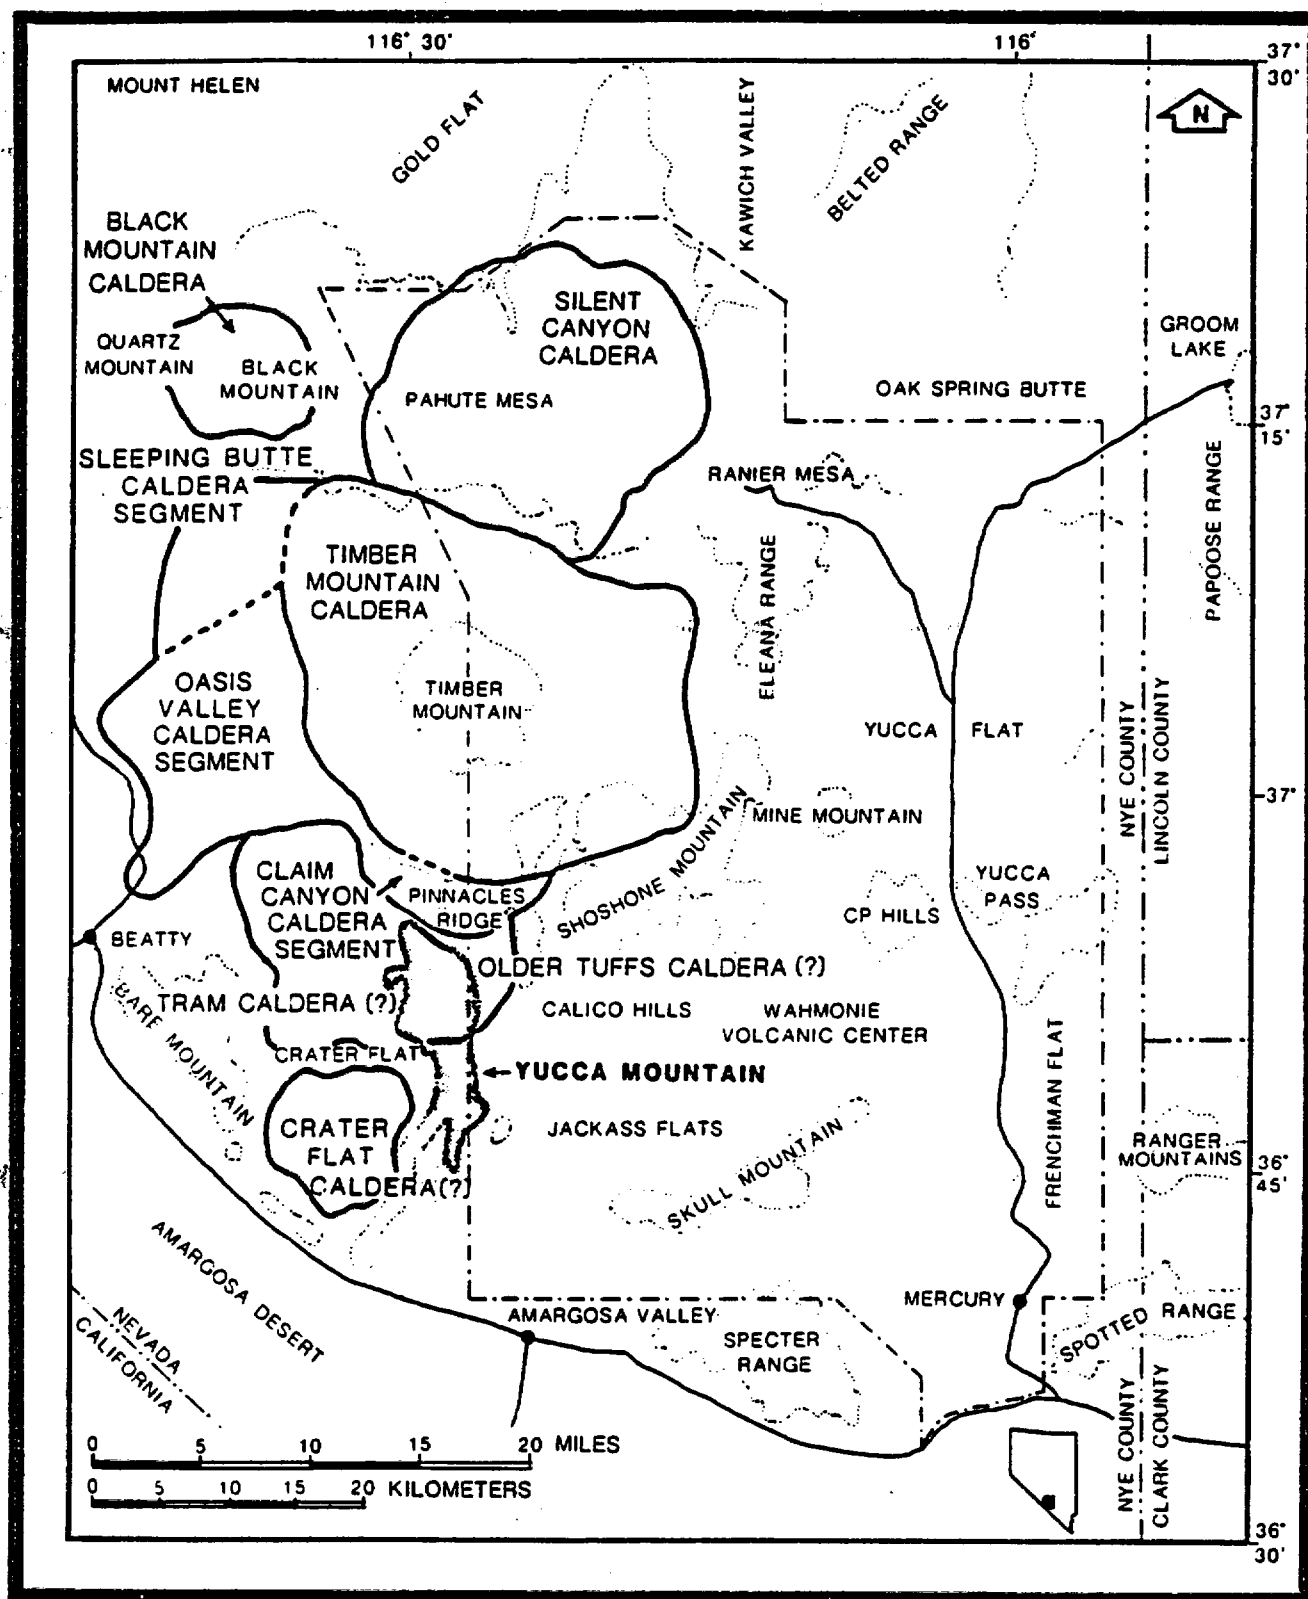 116° 30'
116°
37°
30'
MOUNT HELEN
GOLD FLAT
KAWICH VALLEY
BELTED RANGE
N
BLACK
MOUNTAIN
CALDERA
QUARTZ
MOUNTAIN
BLACK
MOUNTAIN
SILENT
CANYON
CALDERA
PAHUTE MESA
GROOM
LAKE
OAK SPRING BUTTE
37°
15'
SLEEPING BUTTE
CALDERA
SEGMENT
RANIER MESA
PAPOOSE RANGE
TIMBER
MOUNTAIN
CALDERA
ELEANA RANGE
OASIS
VALLEY
CALDERA
SEGMENT
TIMBER
MOUNTAIN
YUCCA FLAT
NYE COUNTY
LINCOLN COUNTY
37°
MINE MOUNTAIN
SHOSHONE MOUNTAIN
CLAIM
CANYON
CALDERA
SEGMENT
PINNACLES
RIDGE
YUCCA
PASS
CP HILLS
BEATTY
OLDER TUFFS CALDERA (?)
TRAM CALDERA (?)
CALICO HILLS
WAHMONIE
VOLCANIC CENTER
BARE MOUNTAIN
CRATER FLAT
YUCCA MOUNTAIN
FRENCHMAN FLAT
CRATER
FLAT
CALDERA (?)
JACKASS FLATS
RANGER
MOUNTAINS
36°
45'
SKULL MOUNTAIN
AMARGOSA DESERT
NEVADA
CALIFORNIA
AMARGOSA VALLEY
MERCURY
SPECTER
RANGE
SPOTTED RANGE
NYE COUNTY
CLARK COUNTY
0 5 10 15 20 MILES
0 5 10 15 20 KILOMETERS
36°
30'